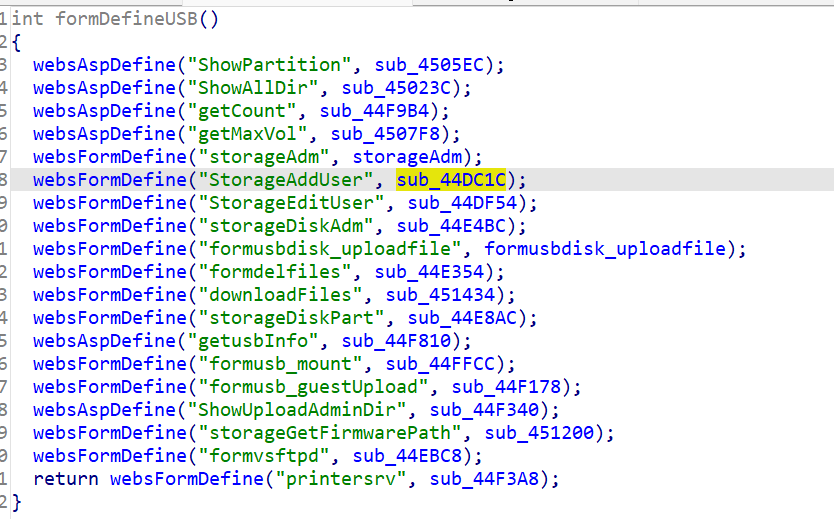 1 int formDefineUSB()
2 {
3 websAspDefine("ShowPartition", sub_4505EC);
4 websAspDefine("ShowAllDir", sub_45023C);
5 websAspDefine("getCount", sub_44F9B4);
6 websAspDefine("getMaxVol", sub_4507F8);
7 websFormDefine("storageAdm", storageAdm);
8 websFormDefine("StorageAddUser", sub_44DC1C);
9 websFormDefine("StorageEditUser", sub_44DF54);
0 websFormDefine("storageDiskAdm", sub_44E4BC);
1 websFormDefine("formusbdisk_uploadfile", formusbdisk_uploadfile);
2 websFormDefine("formdelfiles", sub_44E354);
3 websFormDefine("downloadFiles", sub_451434);
4 websFormDefine("storageDiskPart", sub_44E8AC);
5 websAspDefine("getusbInfo", sub_44F810);
6 websFormDefine("formusb_mount", sub_44FFCC);
7 websFormDefine("formusb_guestUpload", sub_44F178);
8 websAspDefine("ShowUploadAdminDir", sub_44F340);
9 websFormDefine("storageGetFirmwarePath", sub_451200);
0 websFormDefine("formvsftpd", sub_44EBC8);
1 return websFormDefine("printersrv", sub_44F3A8);
2 }